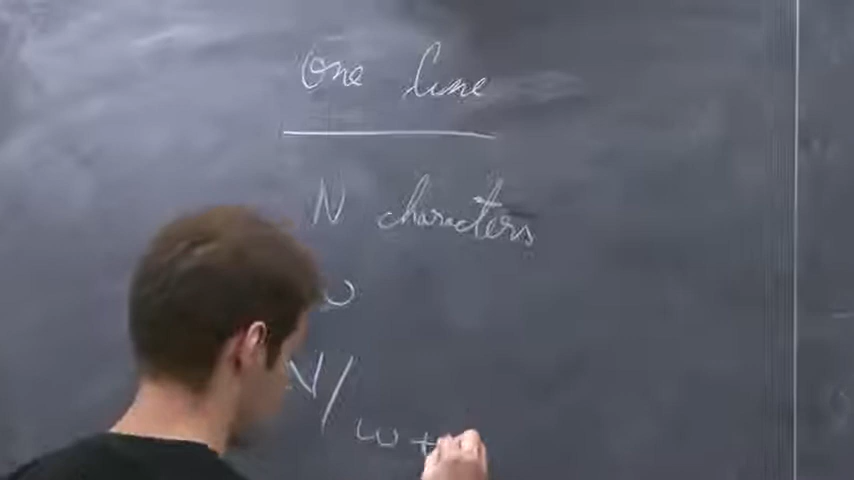 One Line
N characters
ω
N/ω +